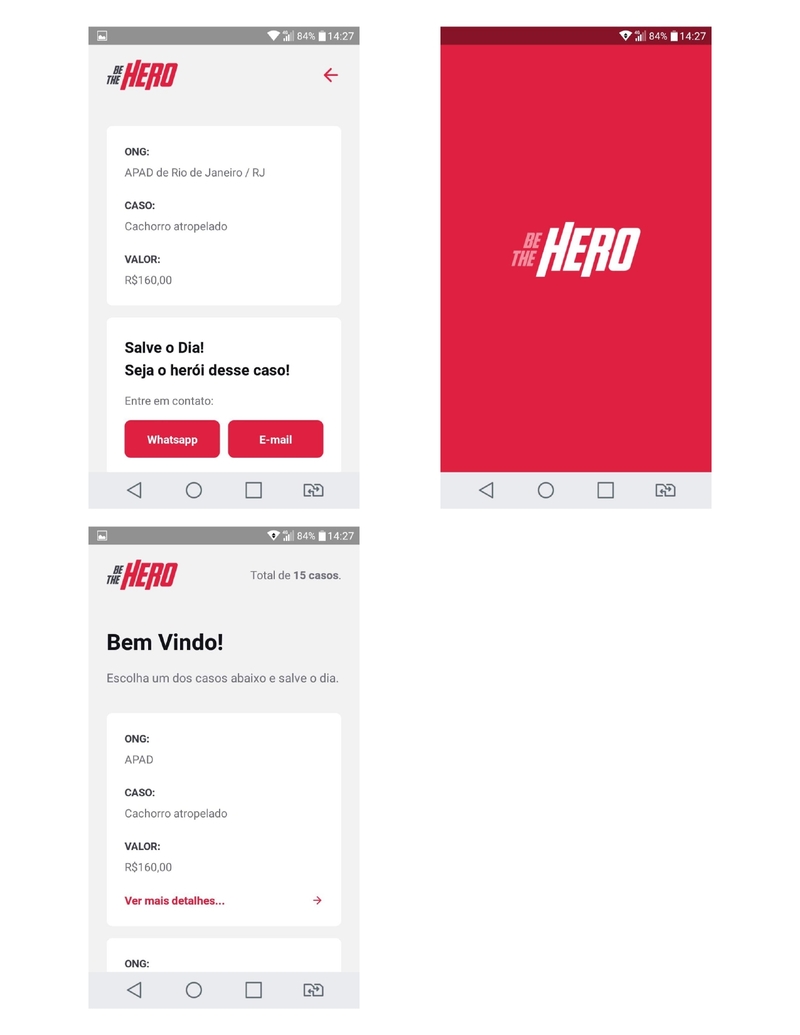 84% 14:27
BE
THE HERO
ONG:
APAD de Rio de Janeiro / RJ
CASO:
Cachorro atropelado
VALOR:
R$160,00
Salve o Dia!
Seja o herói desse caso!
Entre em contato:
Whatsapp E-mail
84% 14:27
BE
THE HERO
84% 14:27
BE
THE HERO
Total de 15 casos.
Bem Vindo!
Escolha um dos casos abaixo e salve o dia.
ONG:
APAD
CASO:
Cachorro atropelado
VALOR:
R$160,00
Ver mais detalhes...
ONG: